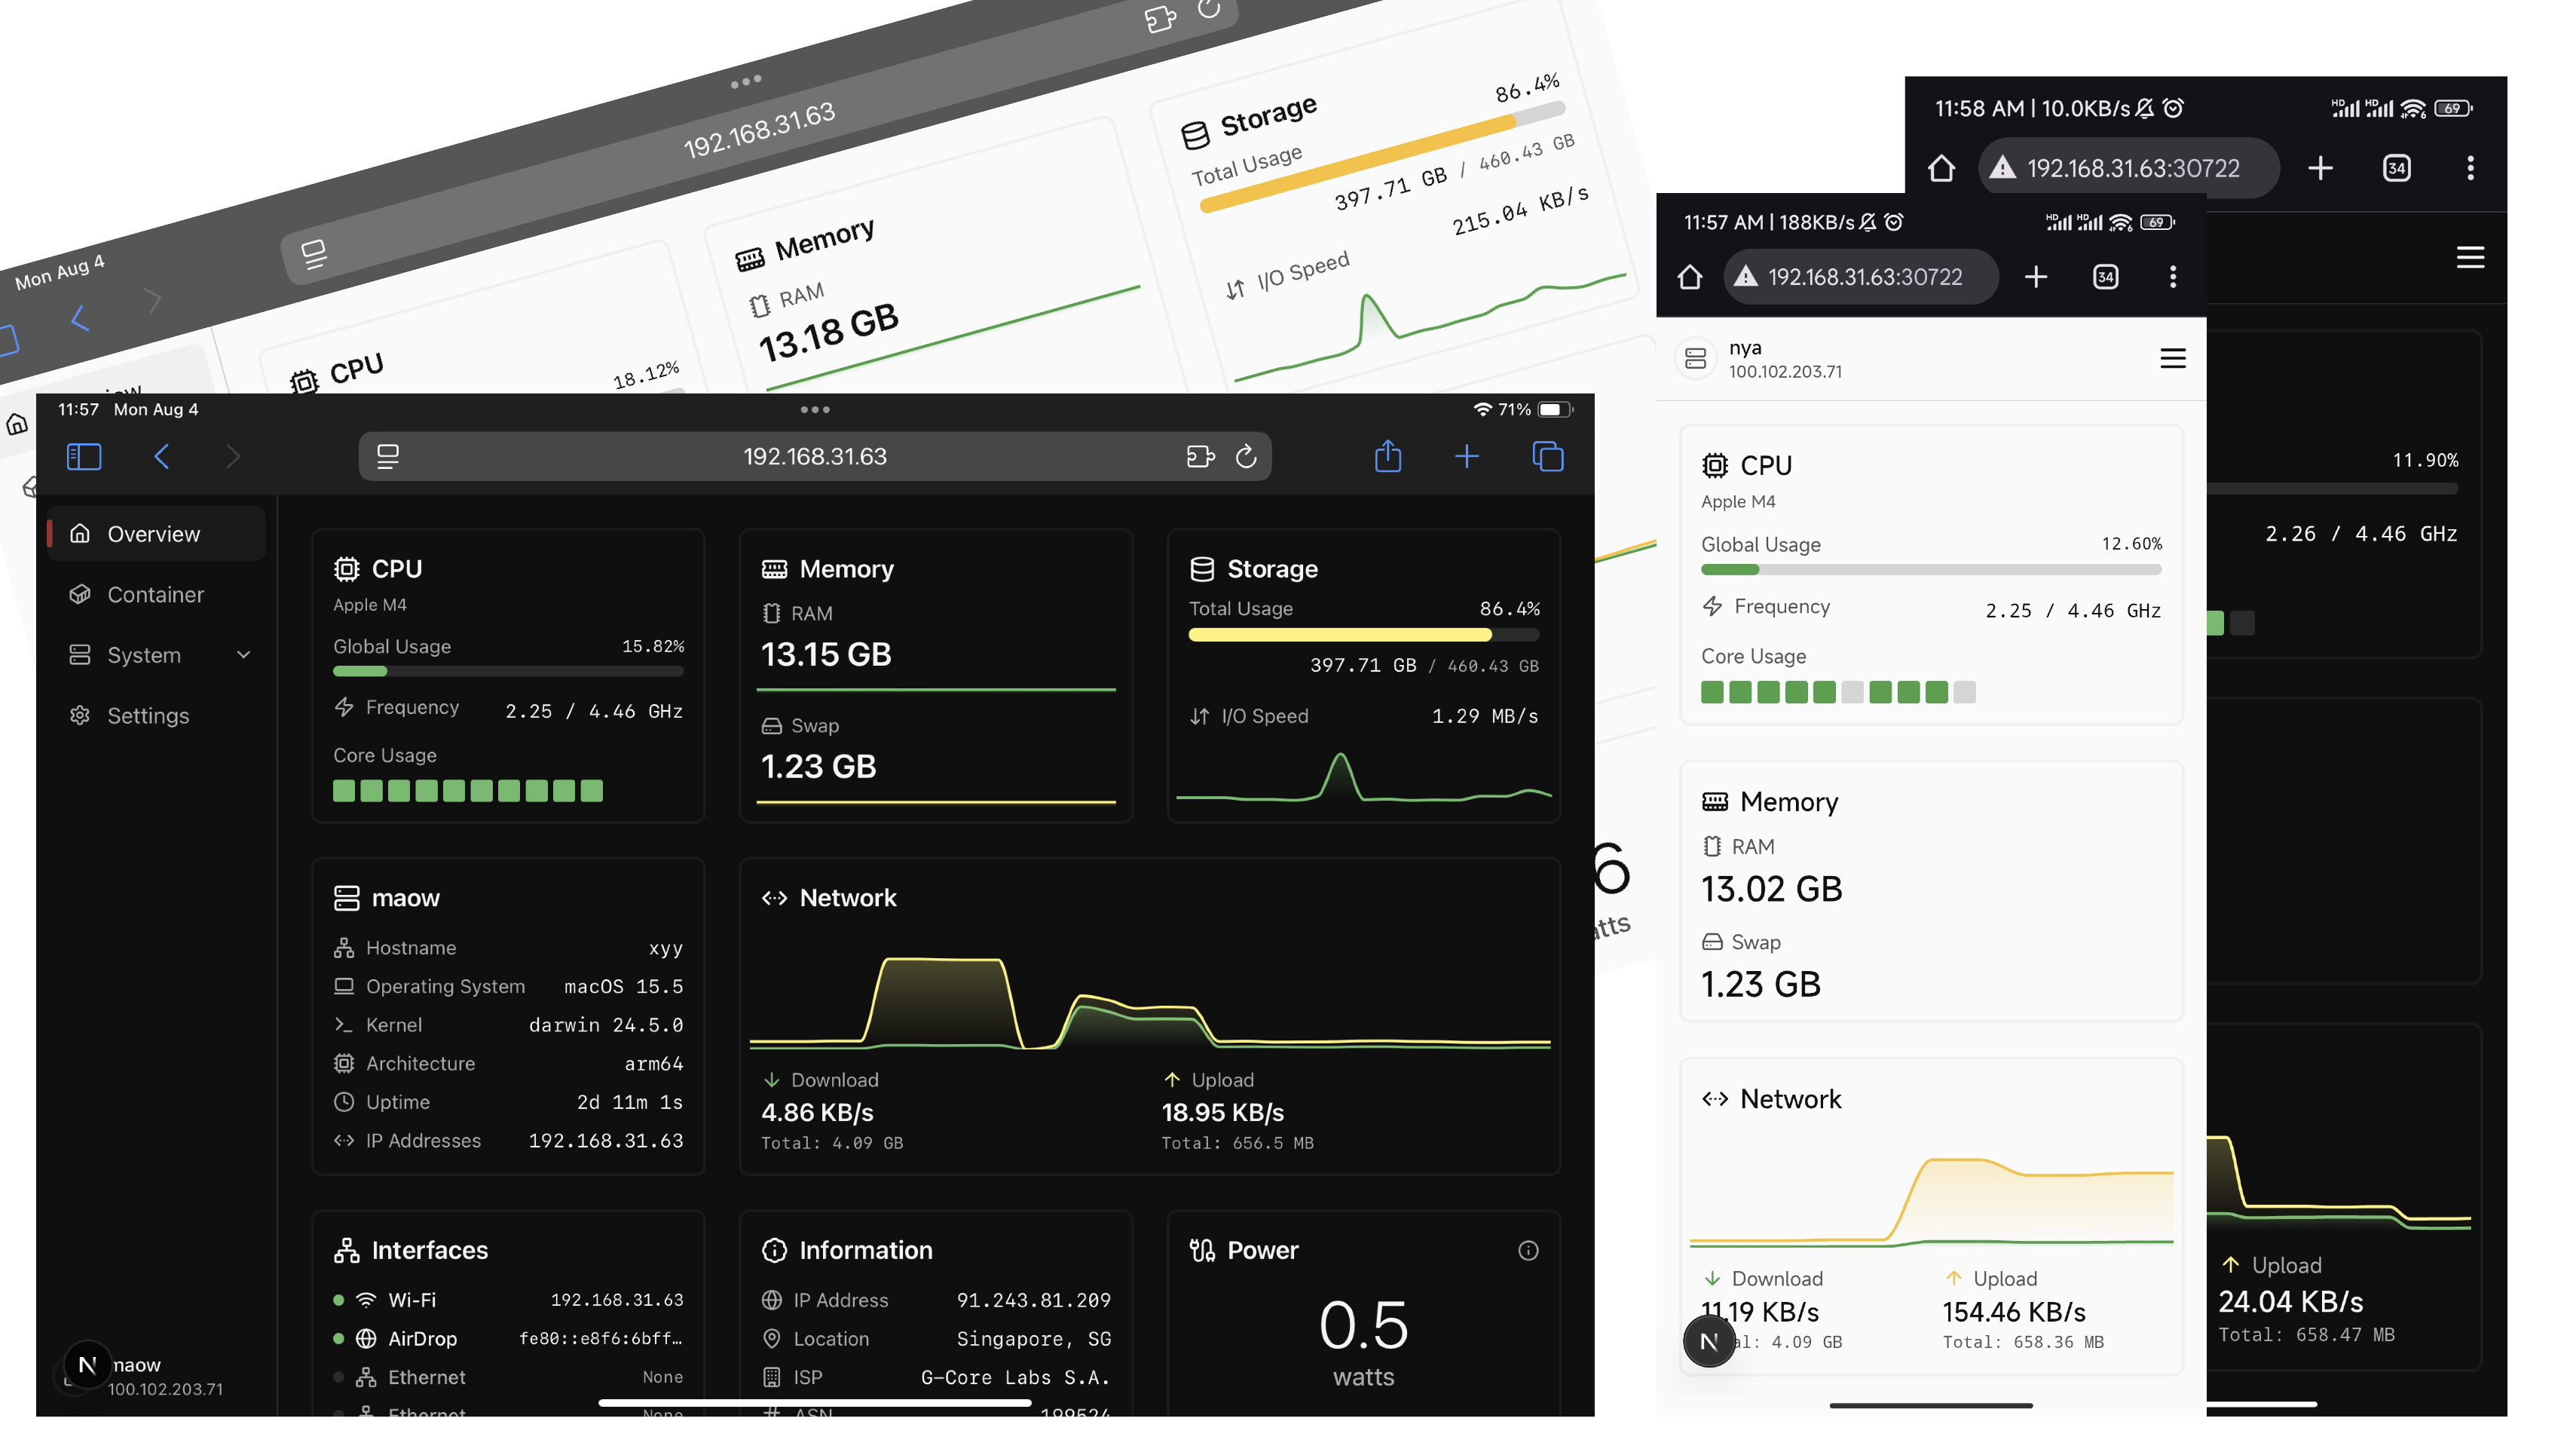 Mon Aug 4
192.168.31.63
CPU
18.12%
Memory
RAM
13.18 GB
Storage
86.4%
Total Usage
397.71 GB / 460.43 GB
215.04 KB/s
I/O Speed
6
11:57 Mon Aug 4
71%
192.168.31.63
Overview
Container
System
Settings
maow
100.102.203.71
CPU
Apple M4
Global Usage 15.82%
Frequency 2.25 / 4.46 GHz
Core Usage
Memory
RAM
13.15 GB
Swap
1.23 GB
Storage
Total Usage 86.4%
397.71 GB / 460.43 GB
I/O Speed 1.29 MB/s
maow
Hostname xyy
Operating System macOS 15.5
Kernel darwin 24.5.0
Architecture arm64
Uptime 2d 11m 1s
IP Addresses 192.168.31.63
Network
Download Upload
4.86 KB/s 18.95 KB/s
Total: 4.09 GB Total: 656.5 MB
Interfaces
Wi-Fi 192.168.31.63
AirDrop fe80::e8f6:6bff…
Ethernet None
Ethernet None
Information
IP Address 91.243.81.209
Location Singapore, SG
ISP G-Core Labs S.A.
ASN 199524
Power
0.5
watts
11:57 AM | 188KB/s
HD HD 6 69
192.168.31.63:30722
34
nya
100.102.203.71
CPU
Apple M4
Global Usage 12.60%
Frequency 2.25 / 4.46 GHz
Core Usage
Memory
RAM
13.02 GB
Swap
1.23 GB
Network
Download Upload
11.19 KB/s 154.46 KB/s
4.09 GB Total: 658.36 MB
N
11:58 AM | 10.0KB/s
HD HD 6 69
192.168.31.63:30722
34
11.90%
2.26 / 4.46 GHz
Upload
24.04 KB/s
Total: 658.47 MB